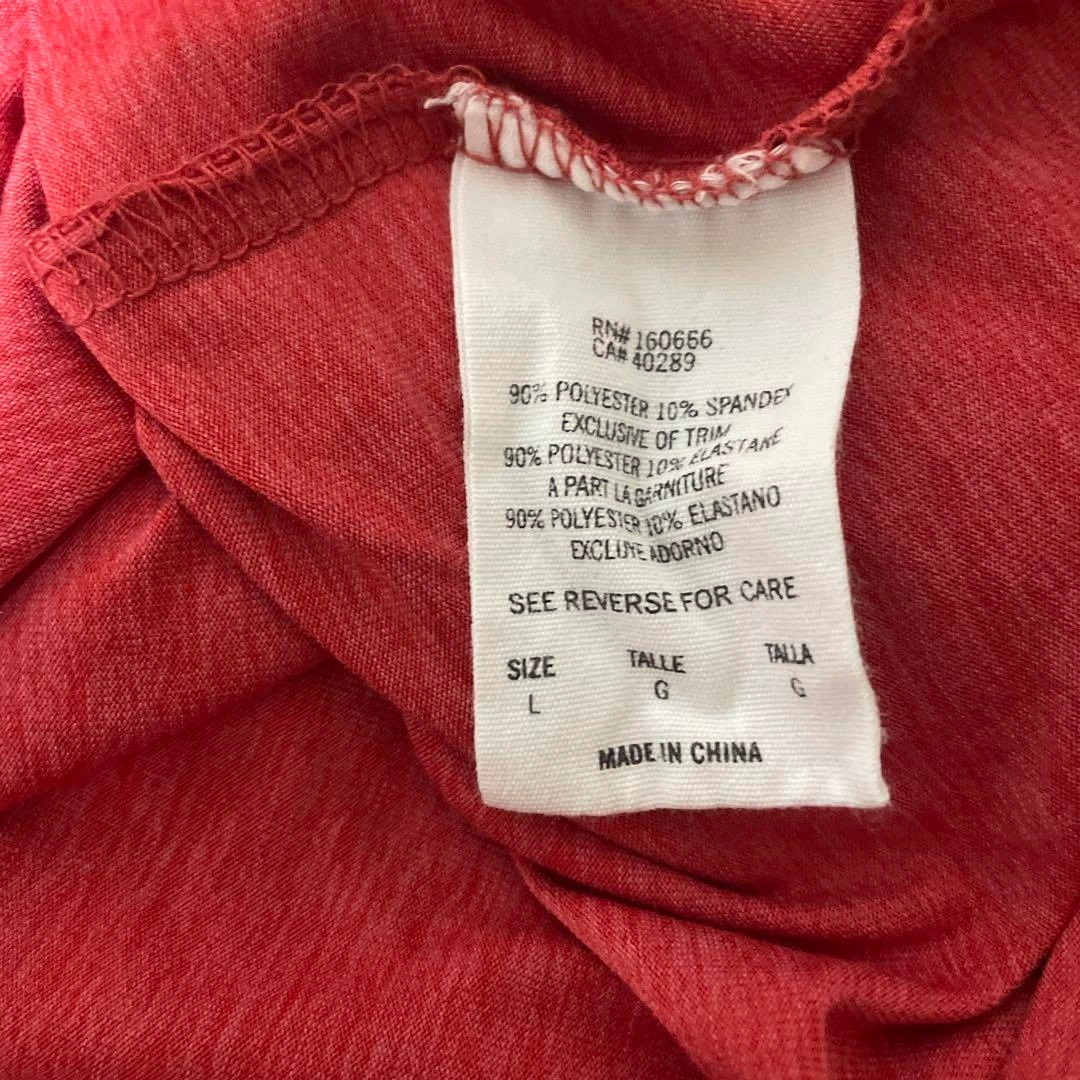 RN# 160656
CA# 40289
90% POLYESTER 10% SPANDEX
EXCLUSIVE OF TRIM
90% POLYESTER 10% ELASTANE
A PART LA GARNITURE
90% POLYESTER 10% ELASTANO
EXCLUYE ADORNO
SEE REVERSE FOR CARE
SIZE TALLE TALLA
L G G
MADE IN CHINA